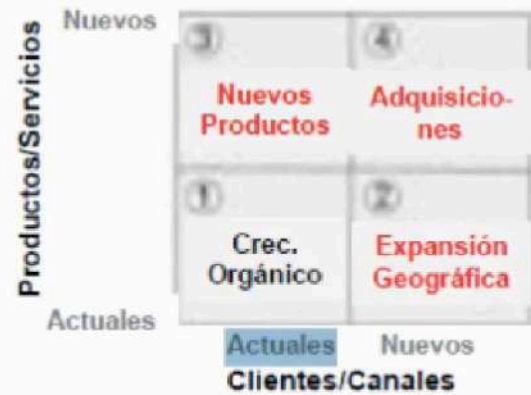 Productos/Servicios
Nuevos
3
4
Nuevos
Productos
Adquisicio-
nes
1
2
Crec.
Orgánico
Expansión
Geográfica
Actuales
Actuales
Nuevos
Clientes/Canales